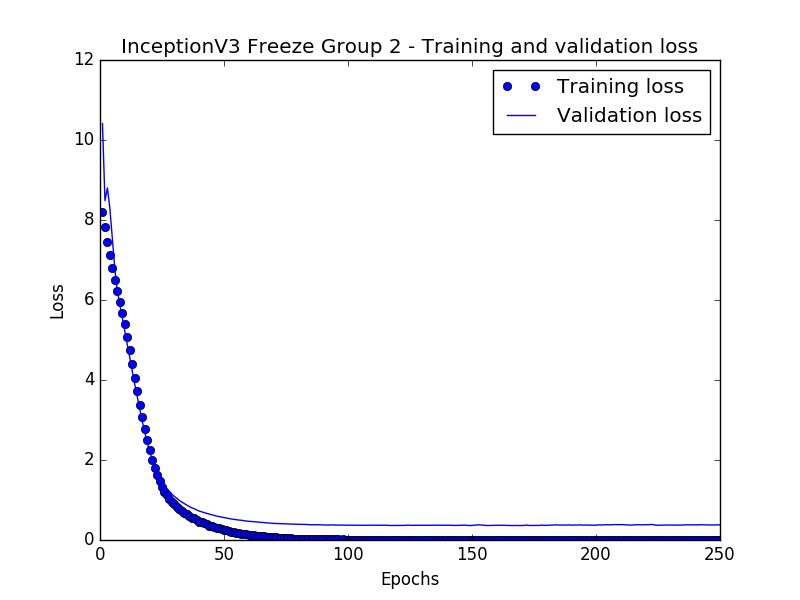 InceptionV3 Freeze Group 2 - Training and validation loss
Training loss
Validation loss
12
10
8
6
4
2
0
Loss
0 50 100 150 200 250
Epochs